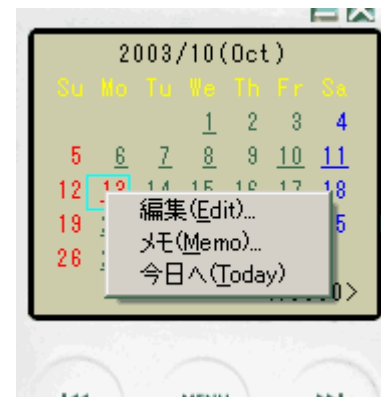 2003/10(Oct)
Su Mo Tu We Th Fr Sa
1 2 3 4
5 6 7 8 9 10 11
12 13 14 15 16 17 18
19
26
編集(Edit)...
メモ(Memo)...
今日へ(Today)
MENU